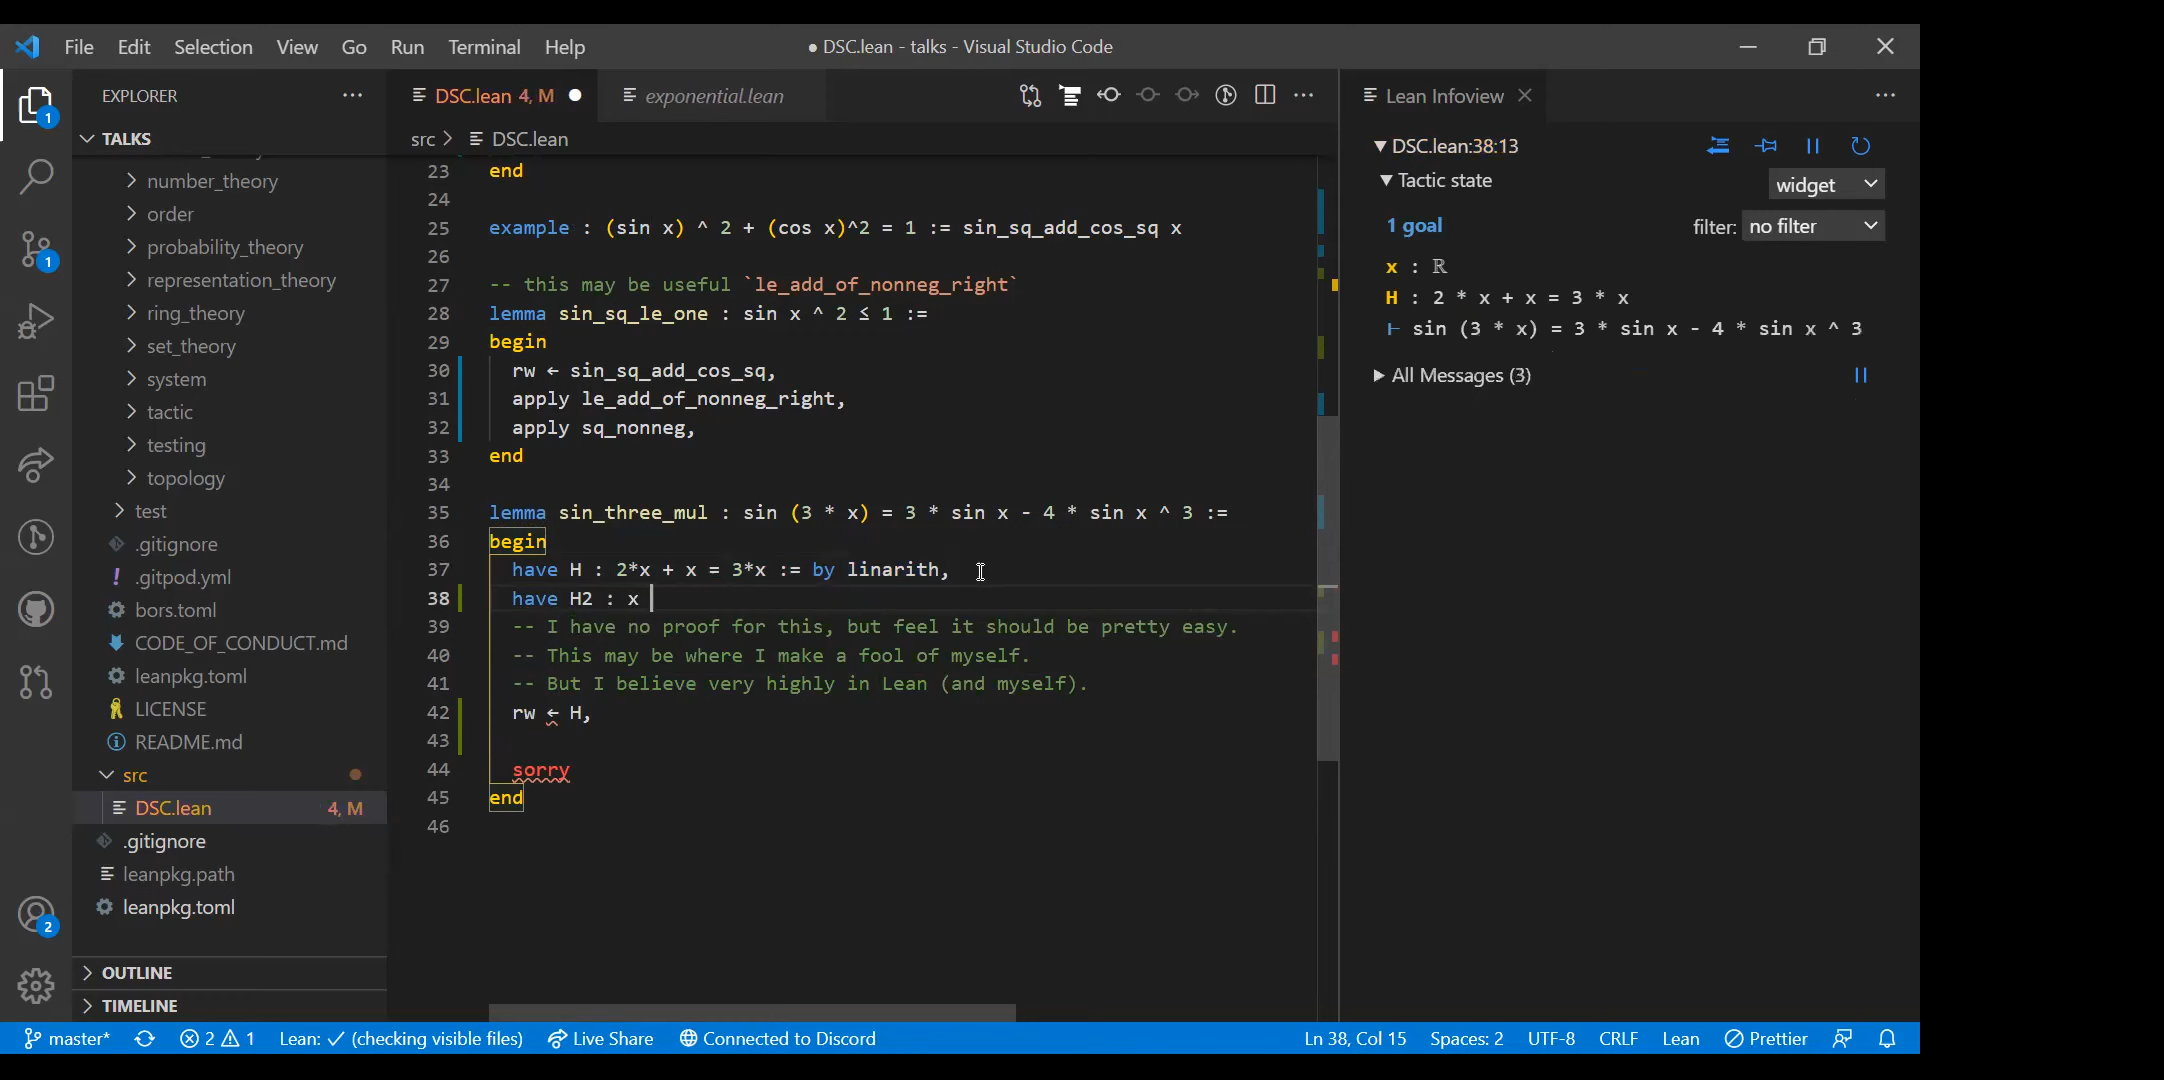 File Edit Selection View Go Run Terminal Help
● DSC.lean - talks - Visual Studio Code
EXPLORER
TALKS
number_theory
order
probability_theory
representation_theory
ring_theory
set_theory
system
tactic
testing
topology
test
.gitignore
.gitpod.yml
bors.toml
CODE_OF_CONDUCT.md
leanpkg.toml
LICENSE
README.md
src
DSC.lean 4, M
.gitignore
leanpkg.path
leanpkg.toml
OUTLINE
TIMELINE
1
1
2
DSC.lean 4, M
exponential.lean
src > DSC.lean
23 end
24
25 example : (sin x) ^ 2 + (cos x)^2 = 1 := sin_sq_add_cos_sq x
26
27 -- this may be useful `le_add_of_nonneg_right`
28 lemma sin_sq_le_one : sin x ^ 2 ≤ 1 :=
29 begin
30 rw ← sin_sq_add_cos_sq,
31 apply le_add_of_nonneg_right,
32 apply sq_nonneg,
33 end
34
35 lemma sin_three_mul : sin (3 * x) = 3 * sin x - 4 * sin x ^ 3 :=
36 begin
37 have H : 2*x + x = 3*x := by linarith,
38 have H2 : x
39 -- I have no proof for this, but feel it should be pretty easy.
40 -- This may be where I make a fool of myself.
41 -- But I believe very highly in Lean (and myself).
42 rw ← H,
43
44 sorry
45 end
46
Lean Infoview
DSC.lean:38:13
Tactic state
widget
1 goal
filter: no filter
x : ℝ
H : 2 * x + x = 3 * x
⊢ sin (3 * x) = 3 * sin x - 4 * sin x ^ 3
All Messages (3)
master* 2 1 Lean: ✓ (checking visible files) Live Share Connected to Discord
Ln 38, Col 15 Spaces: 2 UTF-8 CRLF Lean Prettier